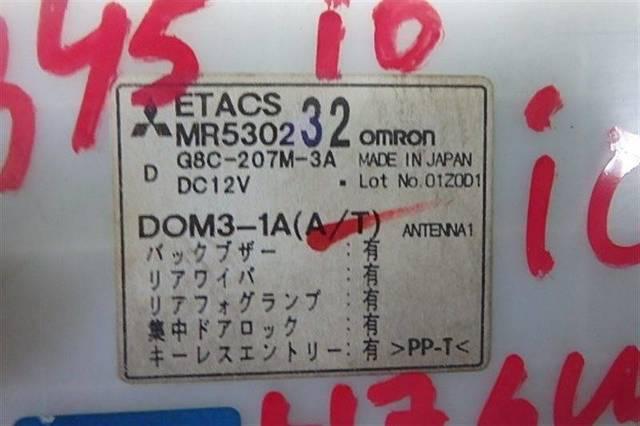 345 io
ETACS
MR530232 omRon
D G8C-207M-3A MADE IN JAPAN
DC12V ▪ Lot No.01Z0D1
DOM3-1A(A/T) ANTENNA1
バックブザー :有
リアワイパ :有
リアフォグランプ :有
集中ドアロック :有
キーレスエントリー:有 >PP-T<